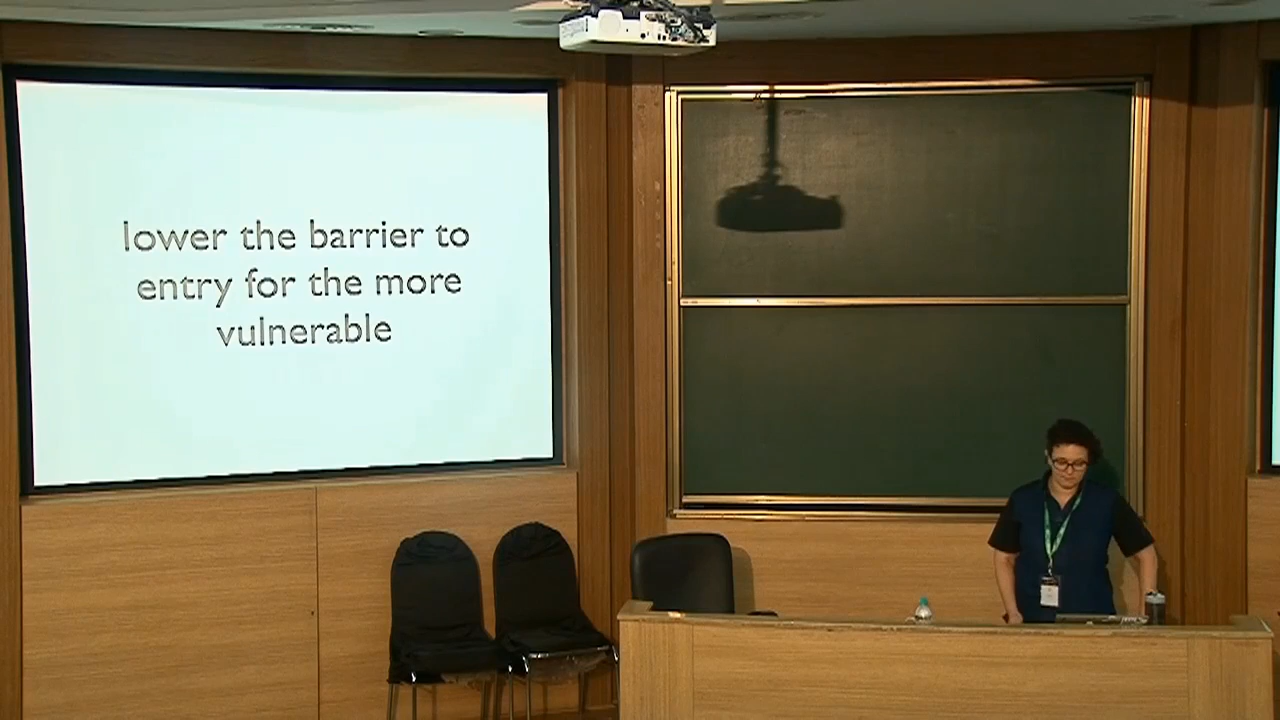 lower the barrier to
entry for the more
vulnerable